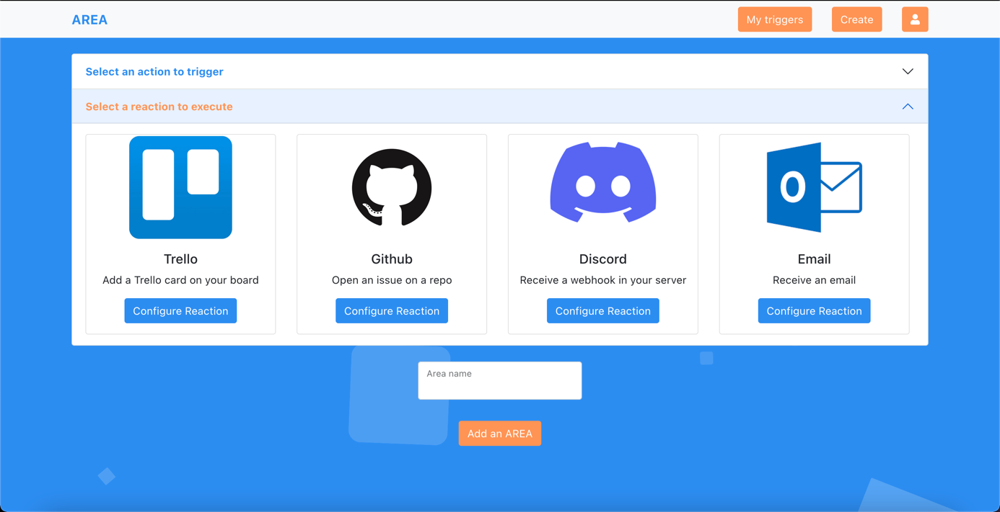 AREA
My triggers
Create
Select an action to trigger
Select a reaction to execute
O
Trello
Add a Trello card on your board
Configure Reaction
Github
Open an issue on a repo
Configure Reaction
Discord
Receive a webhook in your server
Configure Reaction
Email
Receive an email
Configure Reaction
Area name
Add an AREA